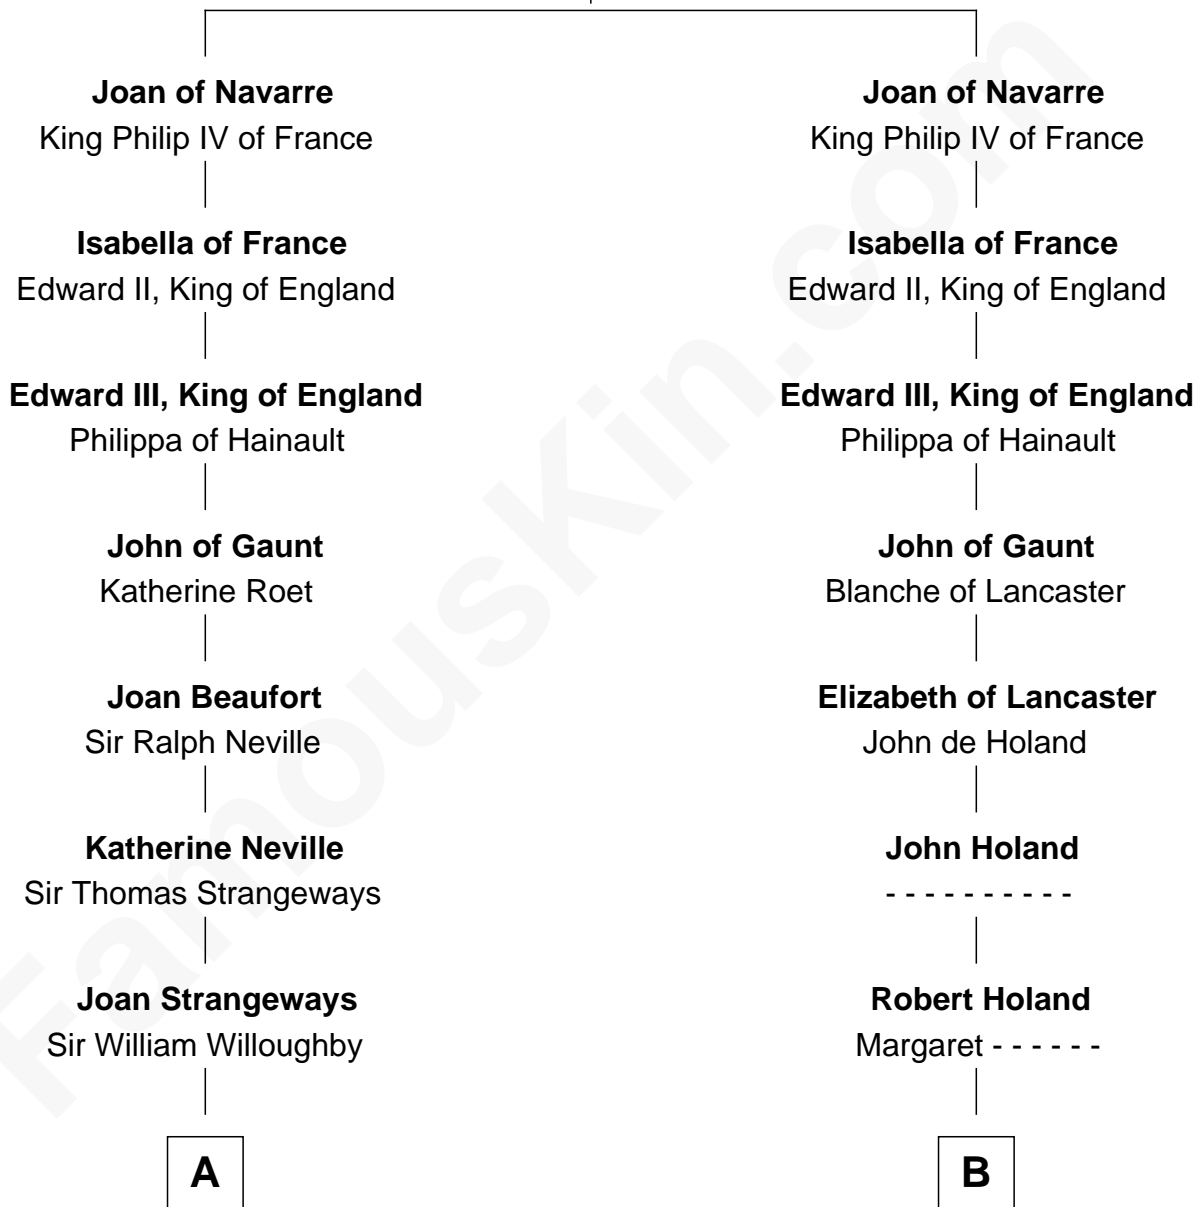 Joan of Navarre
King Philip IV of France
Isabella of France
Edward II, King of England
Edward III, King of England
Philippa of Hainault
John of Gaunt
Katherine Roet
Joan Beaufort
Sir Ralph Neville
Katherine Neville
Sir Thomas Strangeways
Joan Strangeways
Sir William Willoughby
A
Joan of Navarre
King Philip IV of France
Isabella of France
Edward II, King of England
Edward III, King of England
Philippa of Hainault
John of Gaunt
Blanche of Lancaster
Elizabeth of Lancaster
John de Holand
John Holand
- - - - - - - - - -
Robert Holand
Margaret - - - - - -
B
FamousKin.com